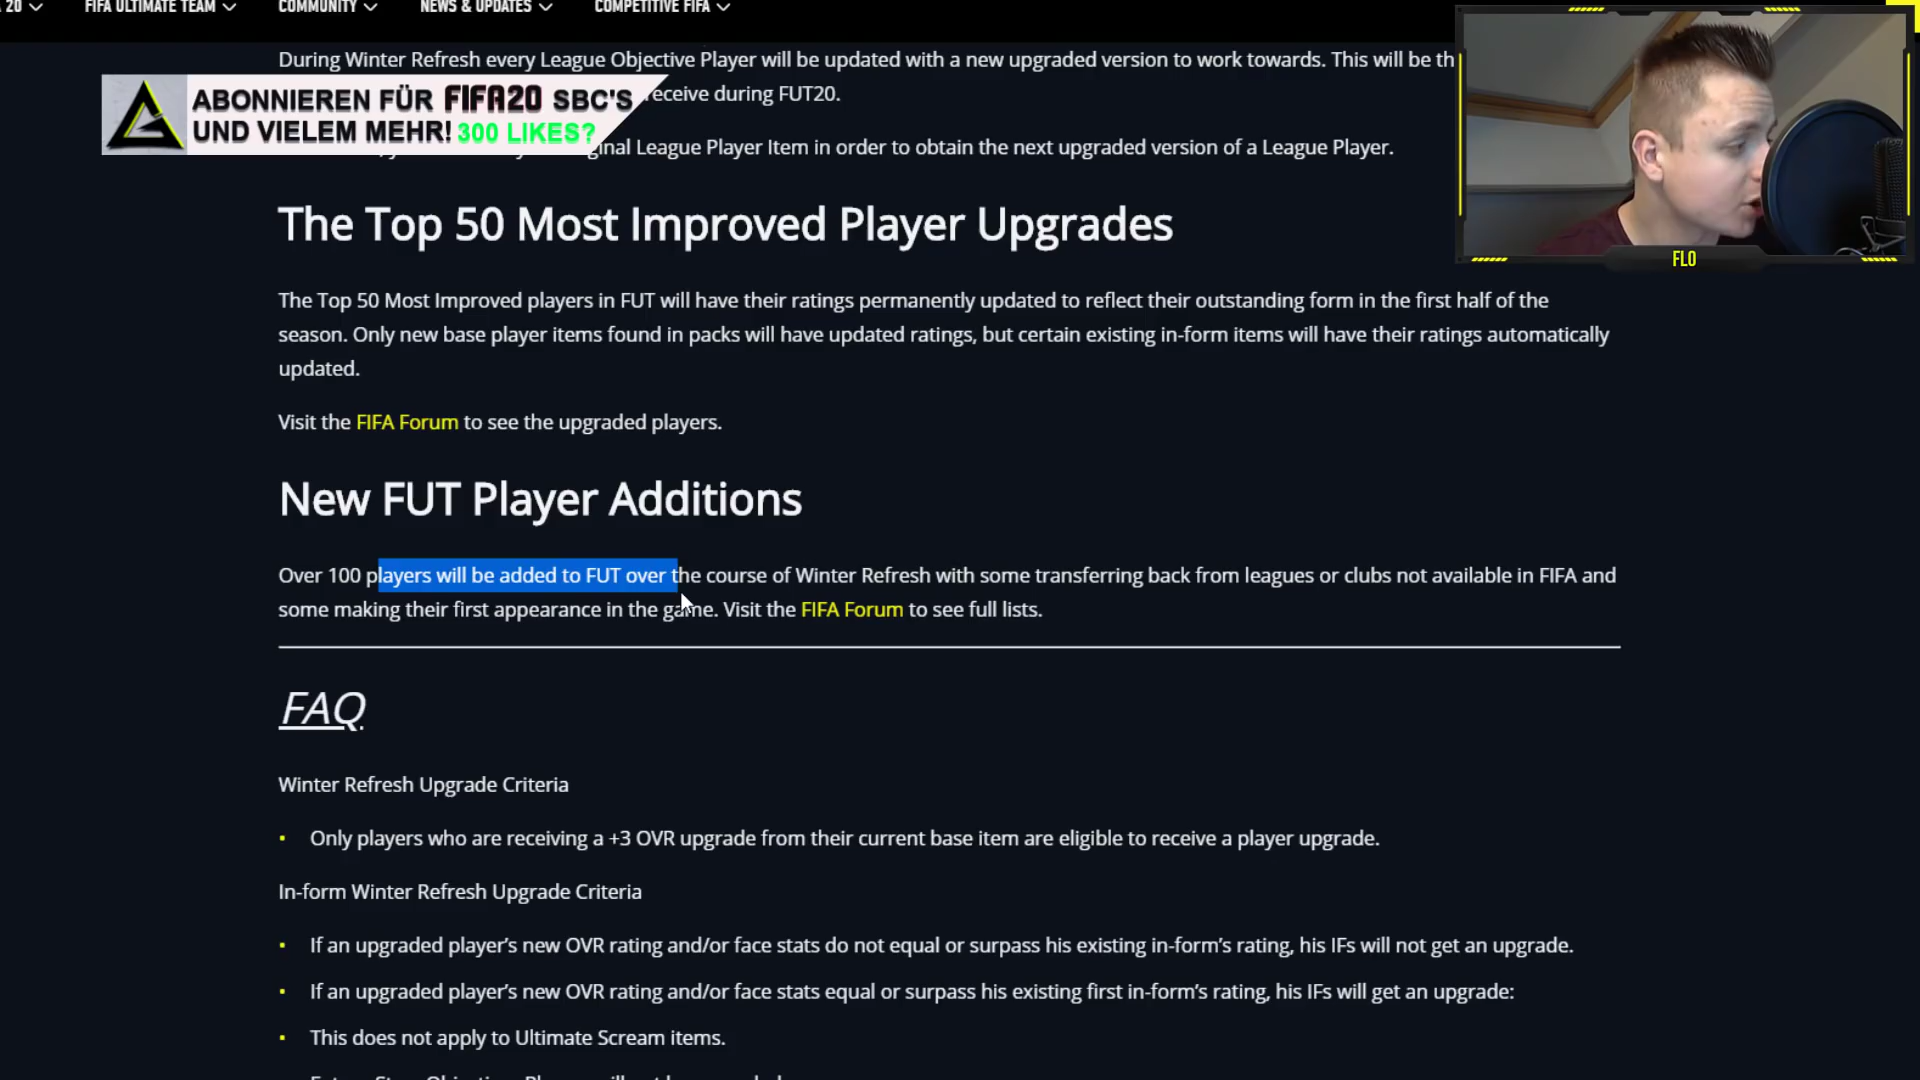 20
FIFA ULTIMATE TEAM
COMMUNITY
NEWS & UPDATES
COMPETITIVE FIFA
During Winter Refresh every League Objective Player will be updated with a new upgraded version to work towards. This will be th
receive during FUT20.
ABONNIEREN FÜR FIFA20 SBC'S
UND VIELEM MEHR! 300 LIKES?
League Player Item in order to obtain the next upgraded version of a League Player.
FLO
The Top 50 Most Improved Player Upgrades
The Top 50 Most Improved players in FUT will have their ratings permanently updated to reflect their outstanding form in the first half of the
season. Only new base player items found in packs will have updated ratings, but certain existing in-form items will have their ratings automatically
updated.
Visit the FIFA Forum to see the upgraded players.
New FUT Player Additions
Over 100 players will be added to FUT over the course of Winter Refresh with some transferring back from leagues or clubs not available in FIFA and
some making their first appearance in the game. Visit the FIFA Forum to see full lists.
FAQ
Winter Refresh Upgrade Criteria
• Only players who are receiving a +3 OVR upgrade from their current base item are eligible to receive a player upgrade.
In-form Winter Refresh Upgrade Criteria
• If an upgraded player's new OVR rating and/or face stats do not equal or surpass his existing in-form's rating, his IFs will not get an upgrade.
• If an upgraded player's new OVR rating and/or face stats equal or surpass his existing first in-form's rating, his IFs will get an upgrade:
• This does not apply to Ultimate Scream items.